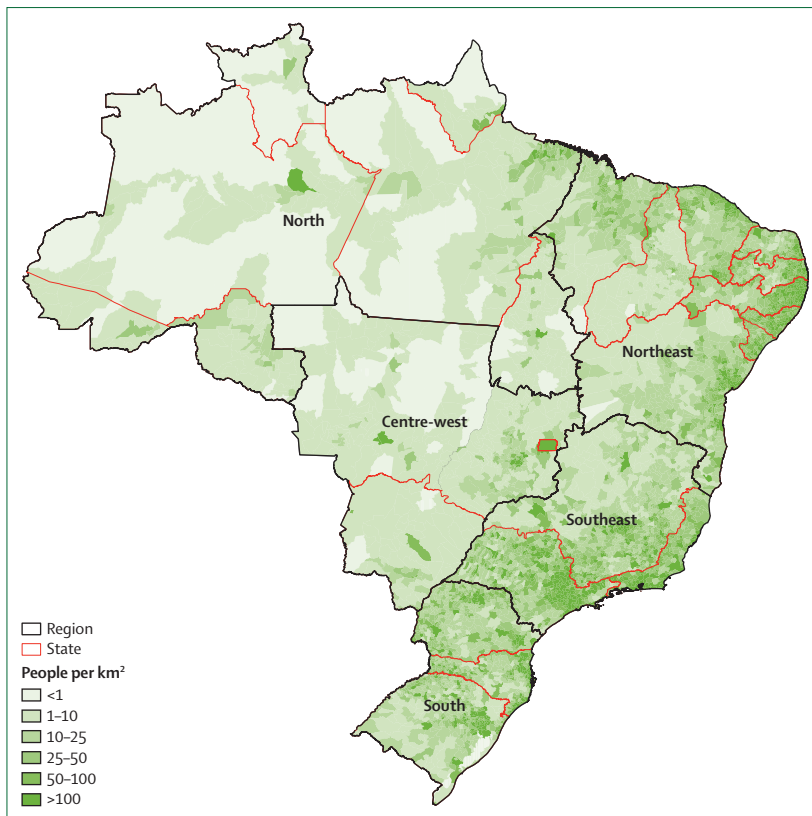 North
Northeast
Centre-west
Southeast
South
Region
State
People per km²
<1
1–10
10–25
25–50
50–100
>100